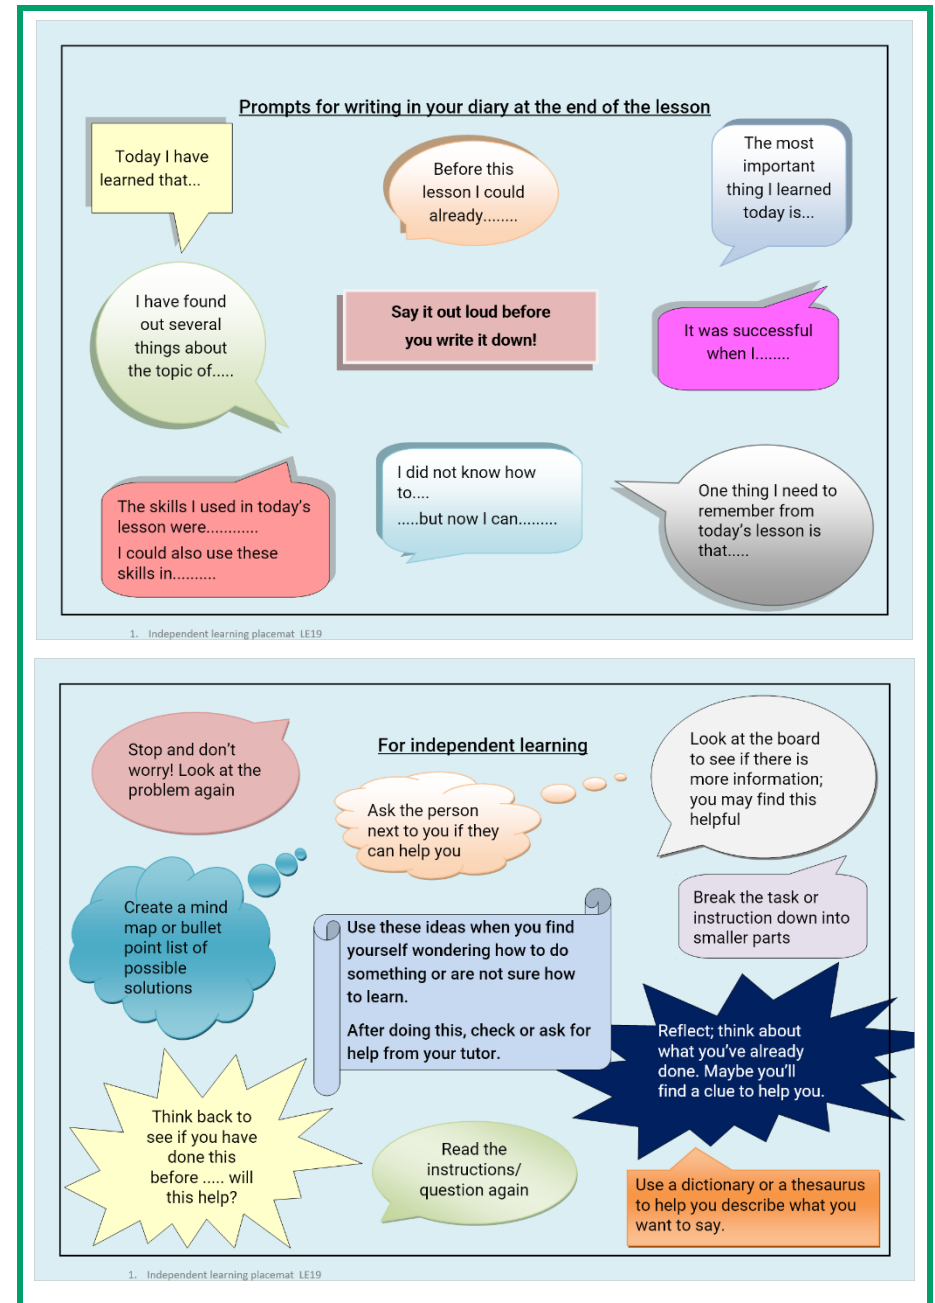 Prompts for writing in your diary at the end of the lesson
Today I have
learned that...
Before this
lesson I could
already........
The most
important
thing I learned
today is...
I have found
out several
things about
the topic of.....
Say it out loud before
you write it down!
It was successful
when I........
The skills I used in today's
lesson were............
I could also use these
skills in..........
I did not know how
to....
.....but now I can.........
One thing I need to
remember from
today's lesson is
that.....
1. Independent learning placemat LE19
For independent learning
Stop and don't
worry! Look at the
problem again
Ask the person
next to you if they
can help you
Look at the board
to see if there is
more information;
you may find this
helpful
Create a mind
map or bullet
point list of
possible
solutions
Use these ideas when you find
yourself wondering how to do
something or are not sure how
to learn.
After doing this, check or ask for
help from your tutor.
Break the task or
instruction down into
smaller parts
Reflect; think about
what you've already
done. Maybe you'll
find a clue to help you.
Think back to
see if you have
done this
before ..... will
this help?
Read the
instructions/
question again
Use a dictionary or a thesaurus
to help you describe what you
want to say.
1. Independent learning placemat LE19